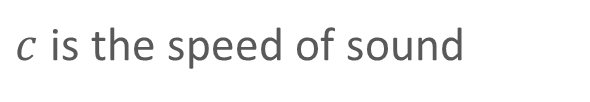 c is the speed of sound